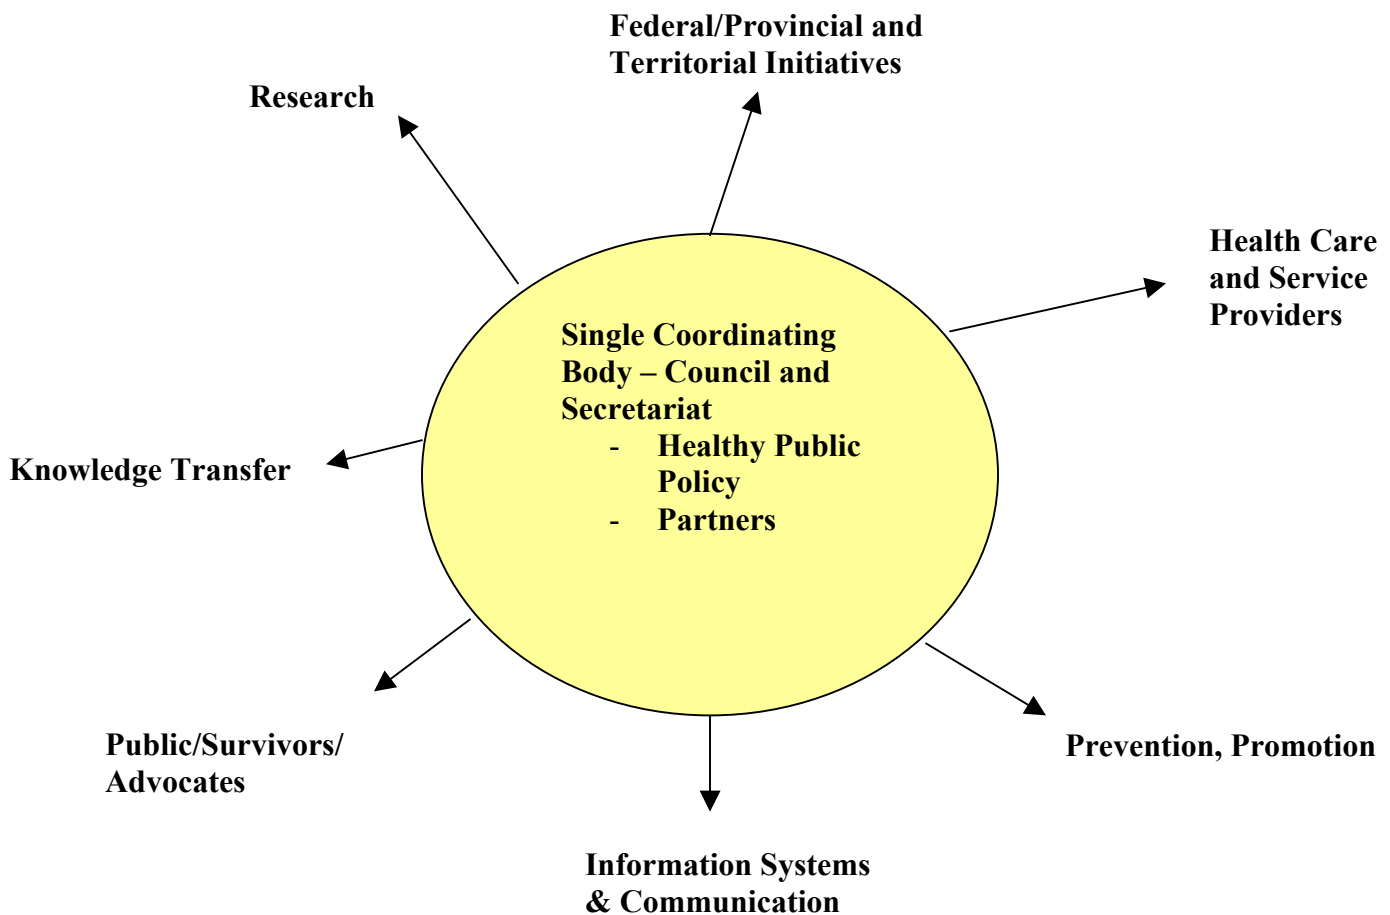 Federal/Provincial and
Territorial Initiatives
Research
Health Care
and Service
Providers
Single Coordinating
Body – Council and
Secretariat
- Healthy Public
Policy
- Partners
Knowledge Transfer
Public/Survivors/
Advocates
Prevention, Promotion
Information Systems
& Communication